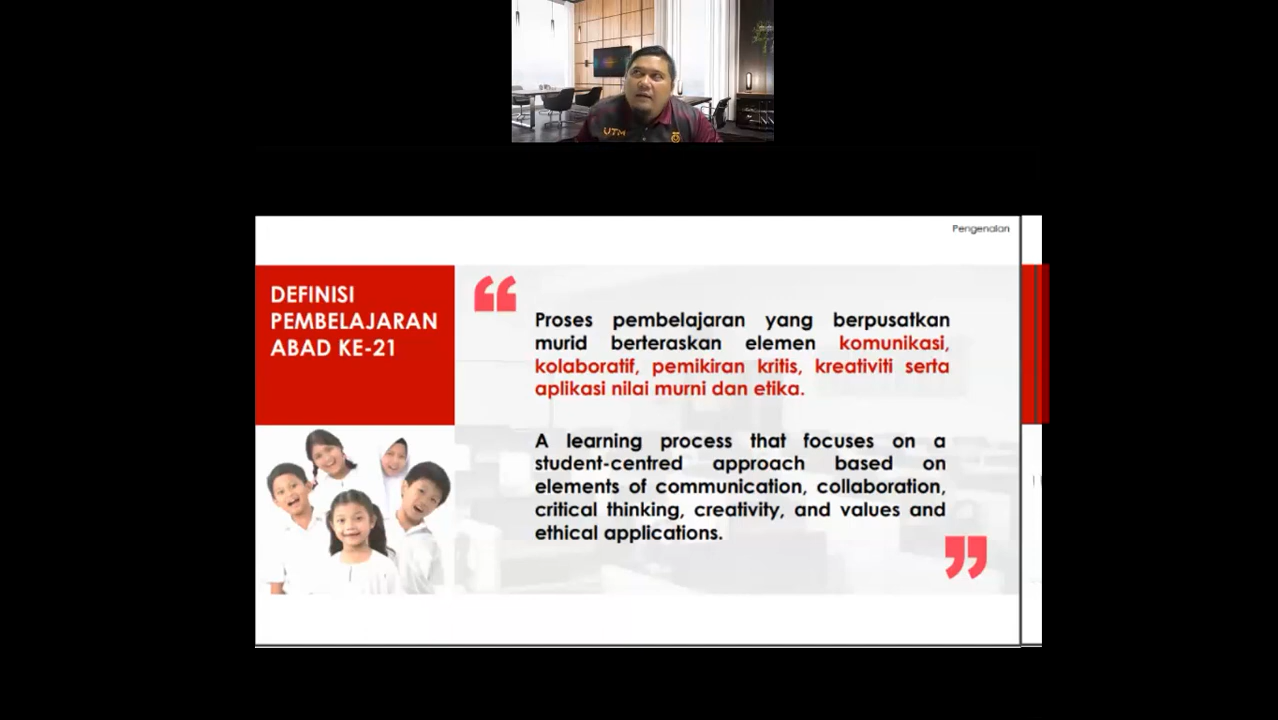 UTM
Pengenalan
DEFINISI
PEMBELAJARAN
ABAD KE-21
Proses pembelajaran yang berpusatkan
murid berteraskan elemen komunikasi,
kolaboratif, pemikiran kritis, kreativiti serta
aplikasi nilai murni dan etika.
A learning process that focuses on a
student-centred approach based on
elements of communication, collaboration,
critical thinking, creativity, and values and
ethical applications.